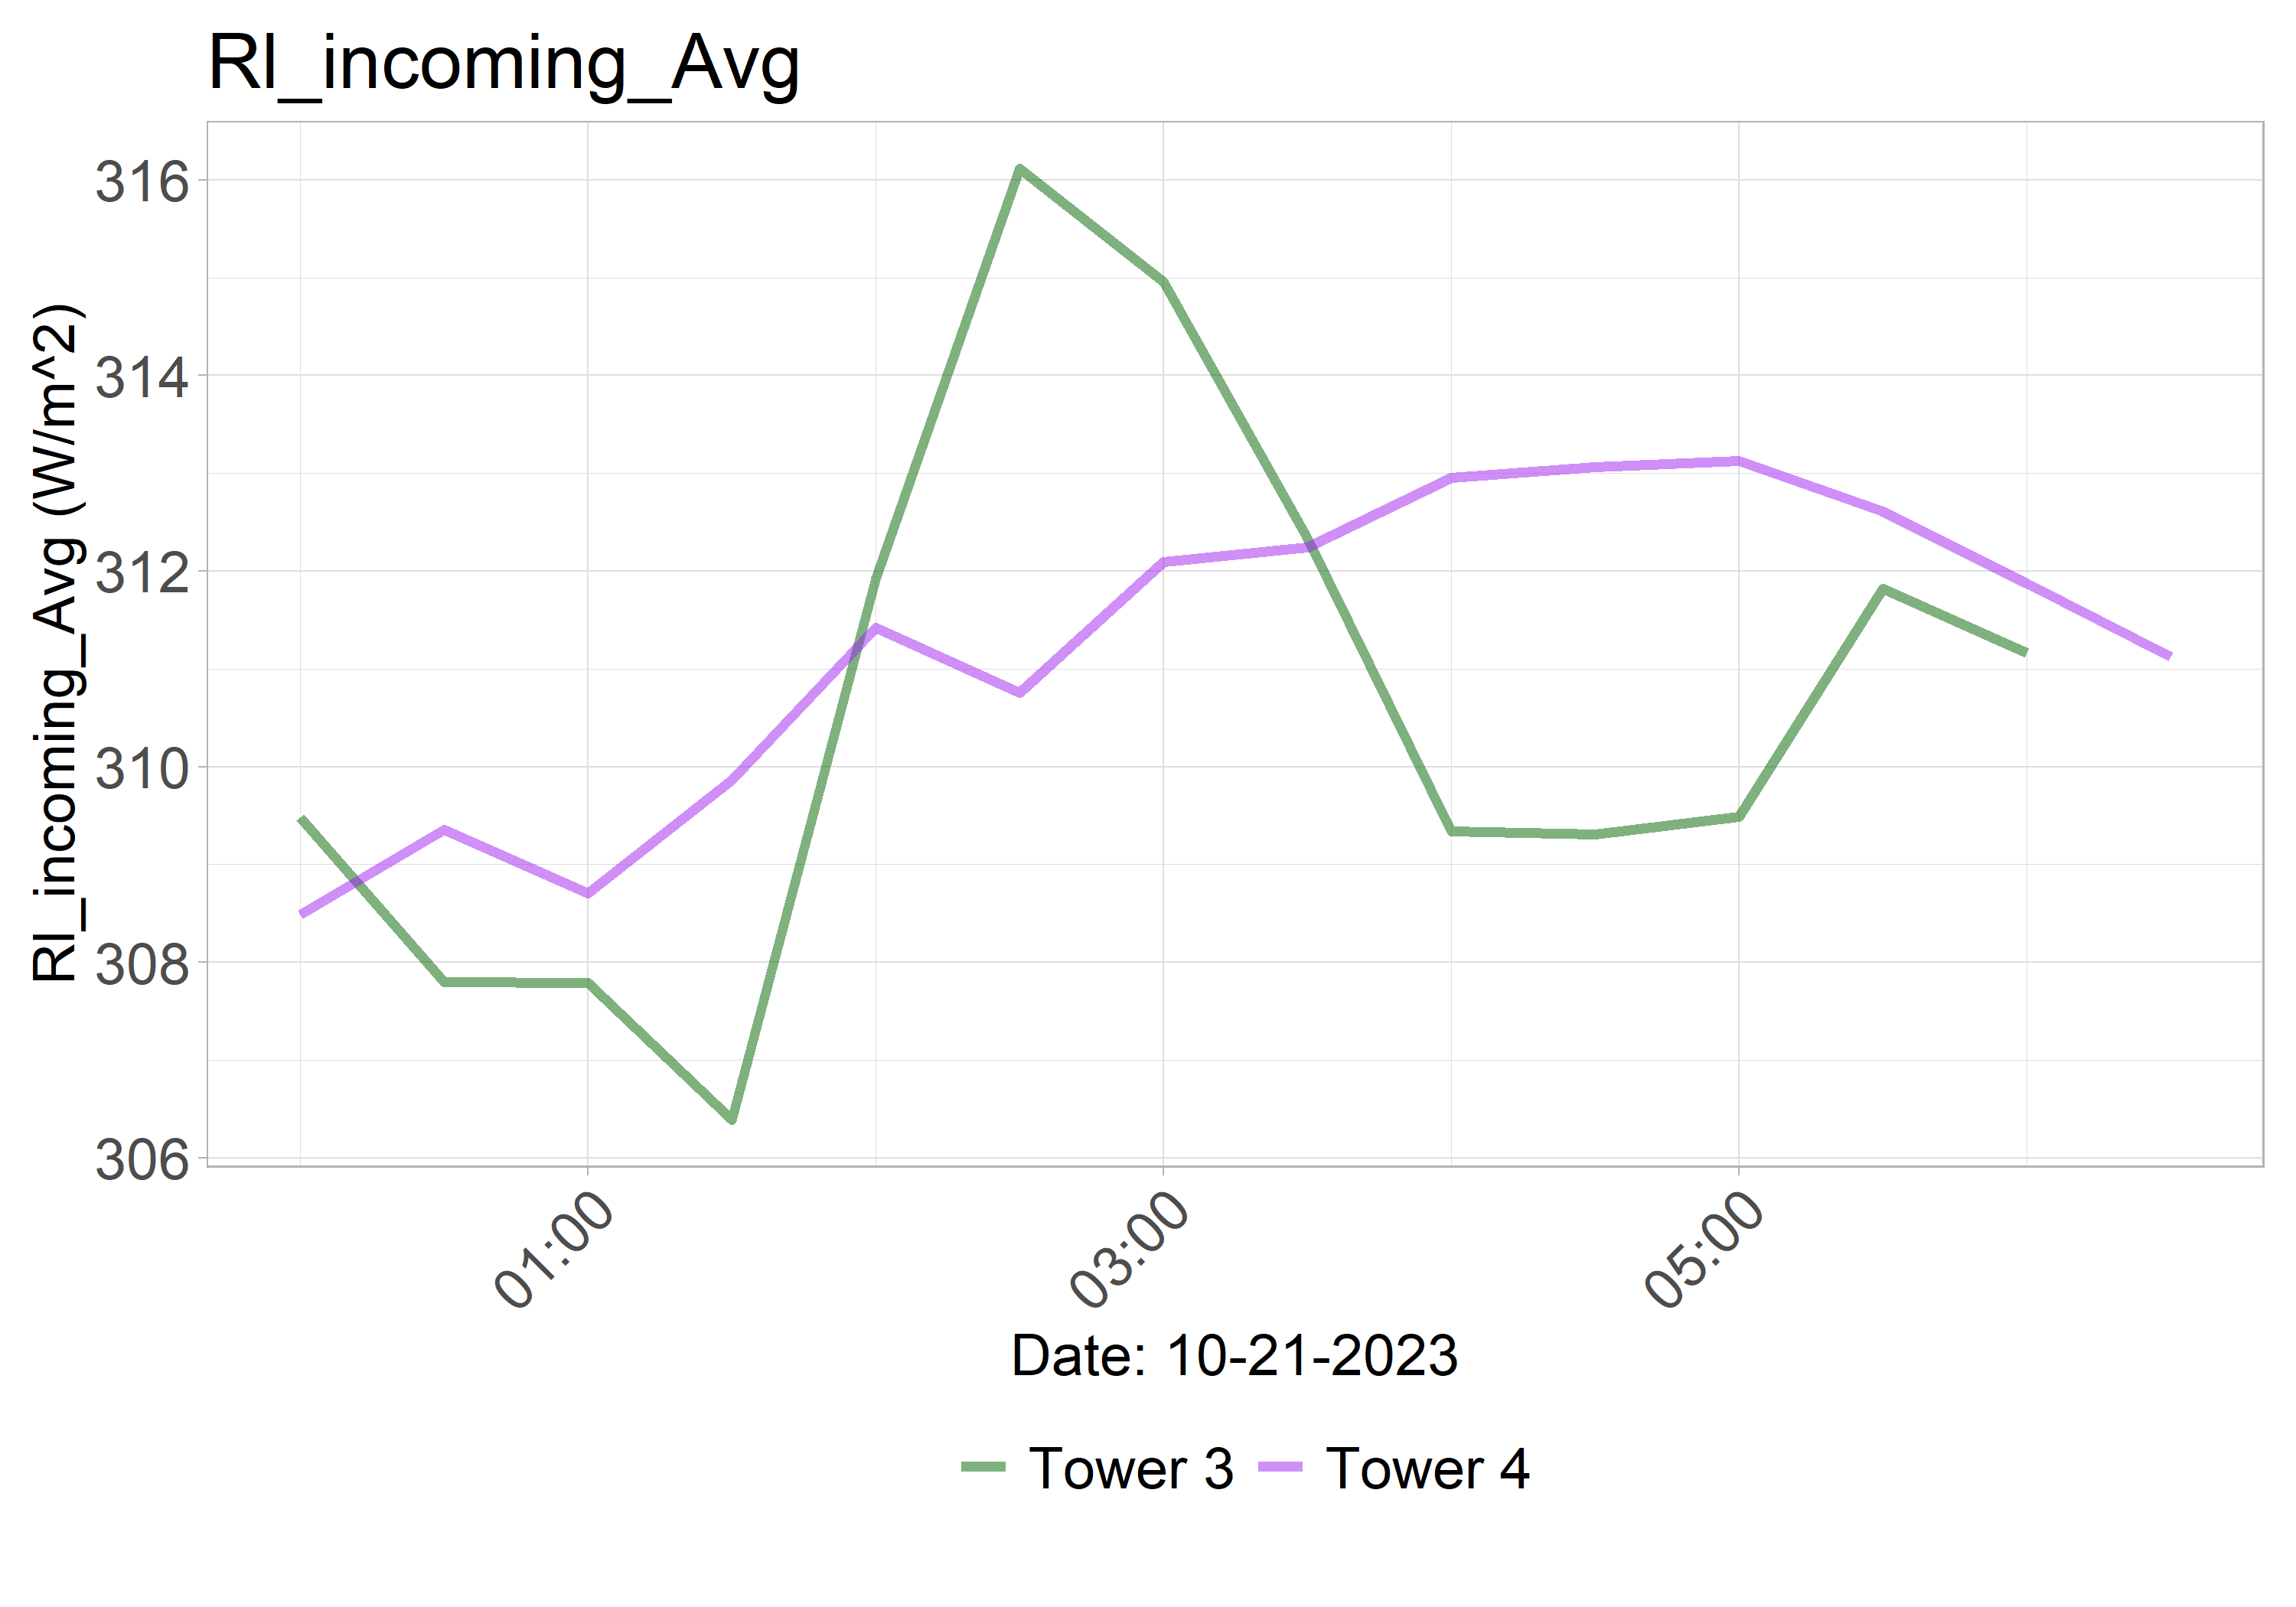 Rl_incoming_Avg
Rl_incoming_Avg (W/m^2)
316
314
312
310
308
306
01:00
03:00
05:00
Date: 10-21-2023
Tower 3
Tower 4